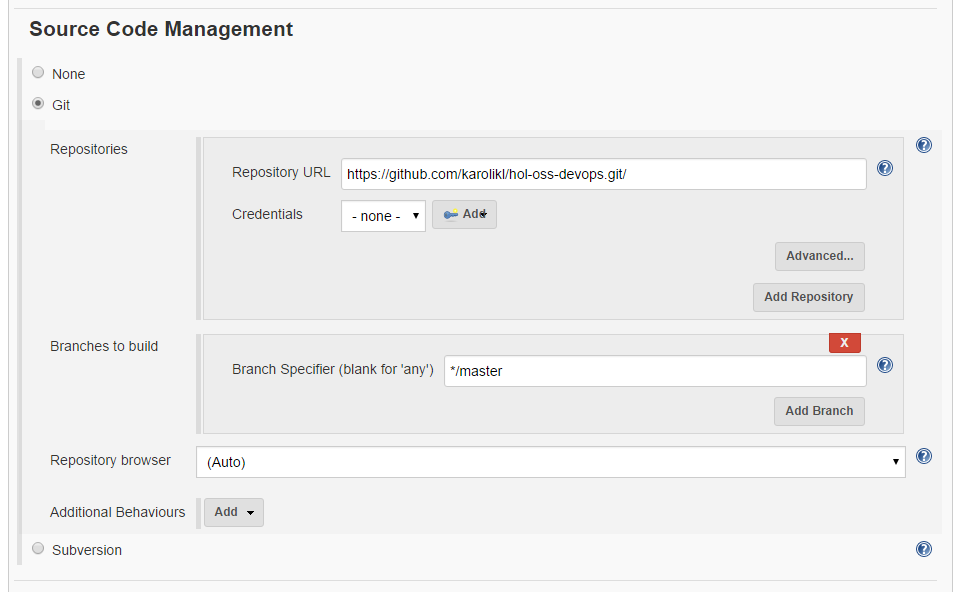 Source Code Management
None
Git
Repositories
Repository URL https://github.com/karolikl/hol-oss-devops.git/
Credentials - none - Add
Advanced...
Add Repository
Branches to build
X
Branch Specifier (blank for 'any') */master
Add Branch
Repository browser (Auto)
Additional Behaviours Add
Subversion